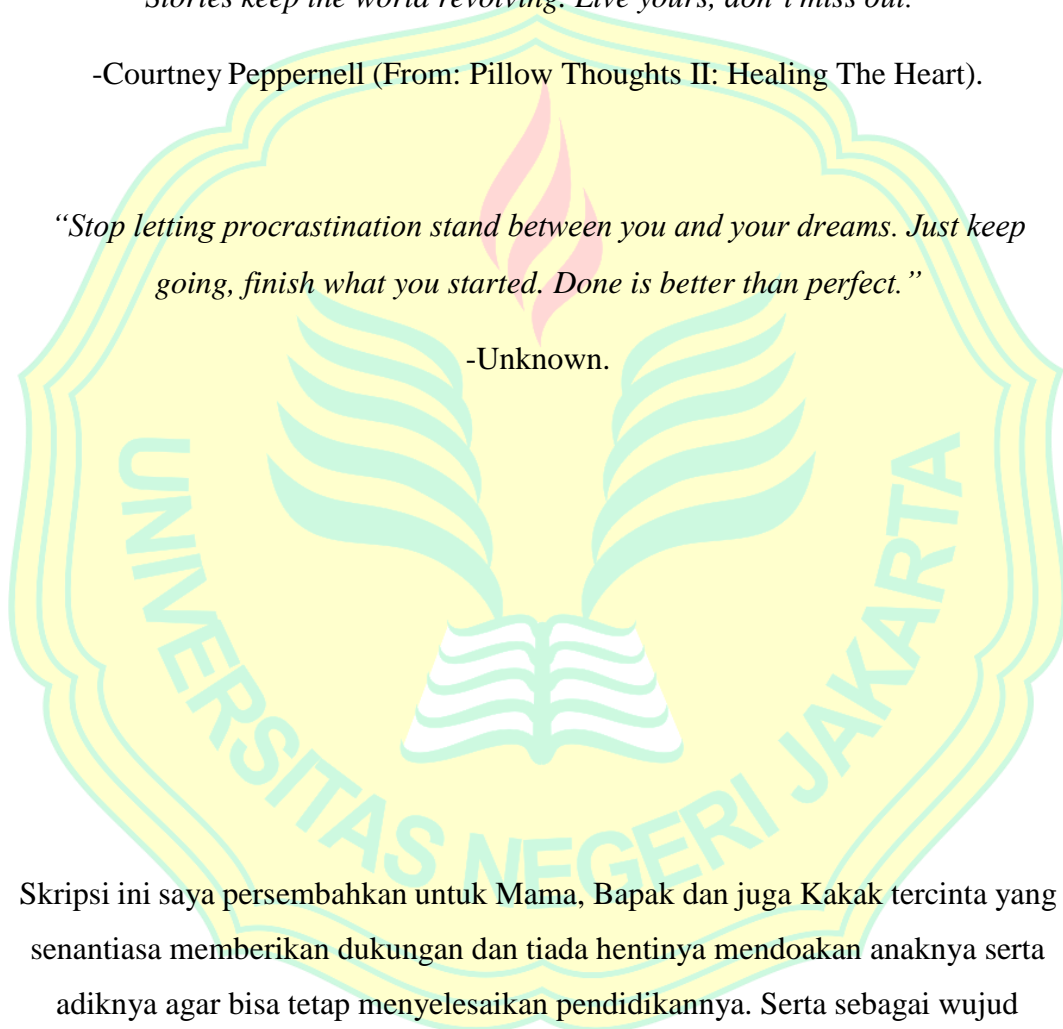 Stories keep the world revolving. Live yours, don't miss out.
-Courtney Peppernell (From: Pillow Thoughts II: Healing The Heart).
“Stop letting procrastination stand between you and your dreams. Just keep
going, finish what you started. Done is better than perfect.”
-Unknown.
UNIVERSITAS NEGERI JAKARTA
Skripsi ini saya persembahkan untuk Mama, Bapak dan juga Kakak tercinta yang
senantiasa memberikan dukungan dan tiada hentinya mendoakan anaknya serta
adiknya agar bisa tetap menyelesaikan pendidikannya. Serta sebagai wujud